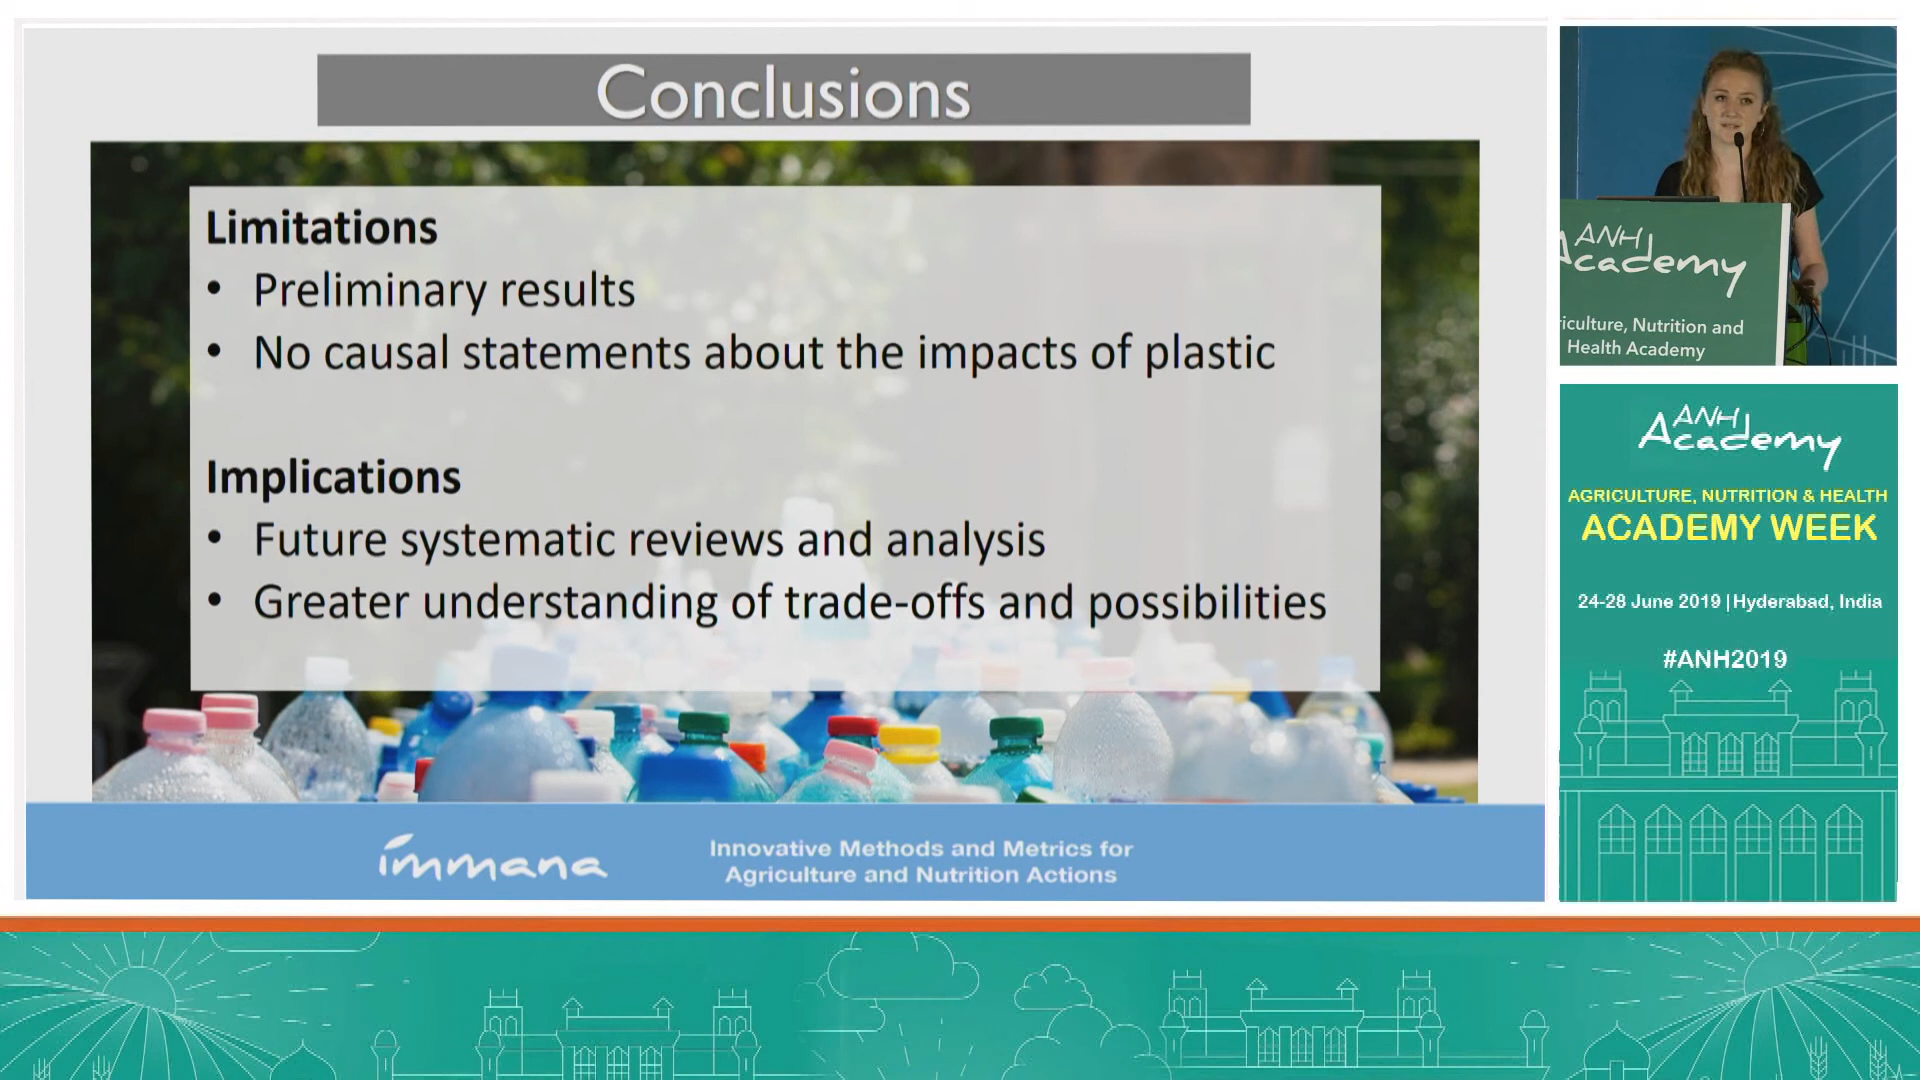 Conclusions
Limitations
• Preliminary results
• No causal statements about the impacts of plastic
Implications
• Future systematic reviews and analysis
• Greater understanding of trade-offs and possibilities
immana
Innovative Methods and Metrics for
Agriculture and Nutrition Actions
ANH
Academy
riculture, Nutrition and
Health Academy
ANH
Academy
AGRICULTURE, NUTRITION & HEALTH
ACADEMY WEEK
24-28 June 2019 | Hyderabad, India
#ANH2019